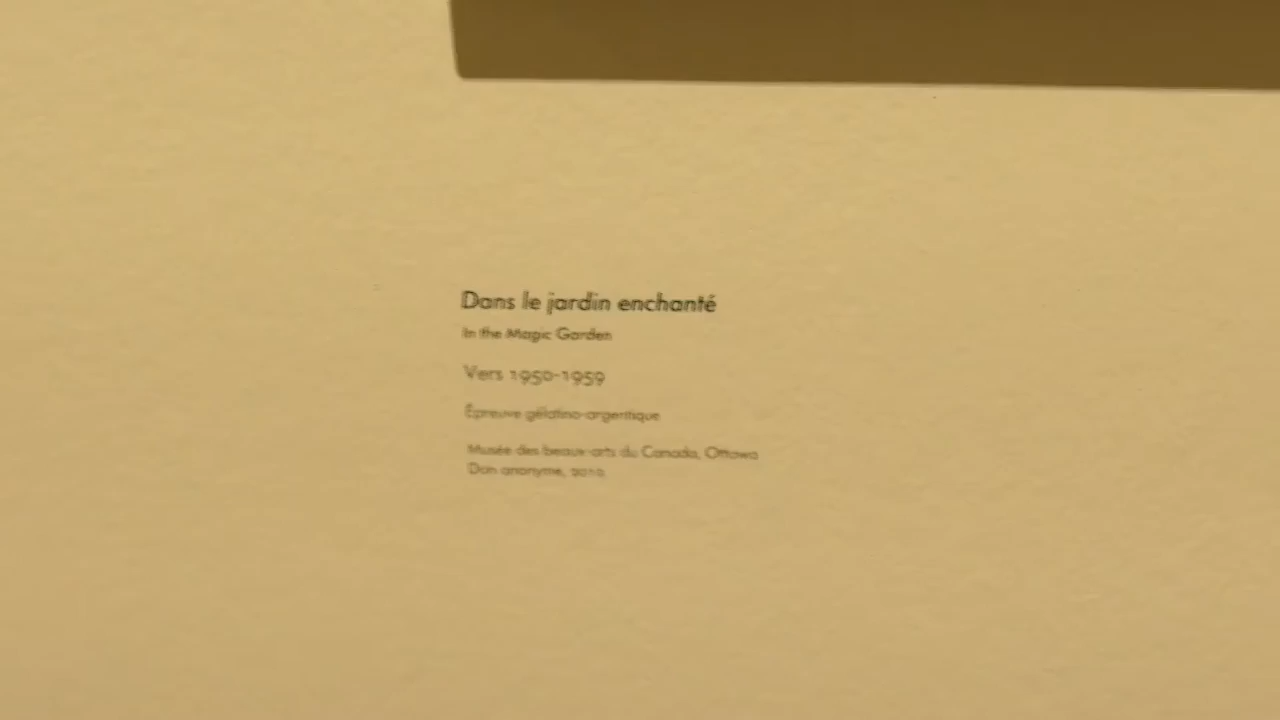 Dans le jardin enchanté
In the Magic Garden
Vers 1950-1959
Épreuve gélatino-argentique
Musée des beaux-arts du Canada, Ottawa
Don anonyme, 2010